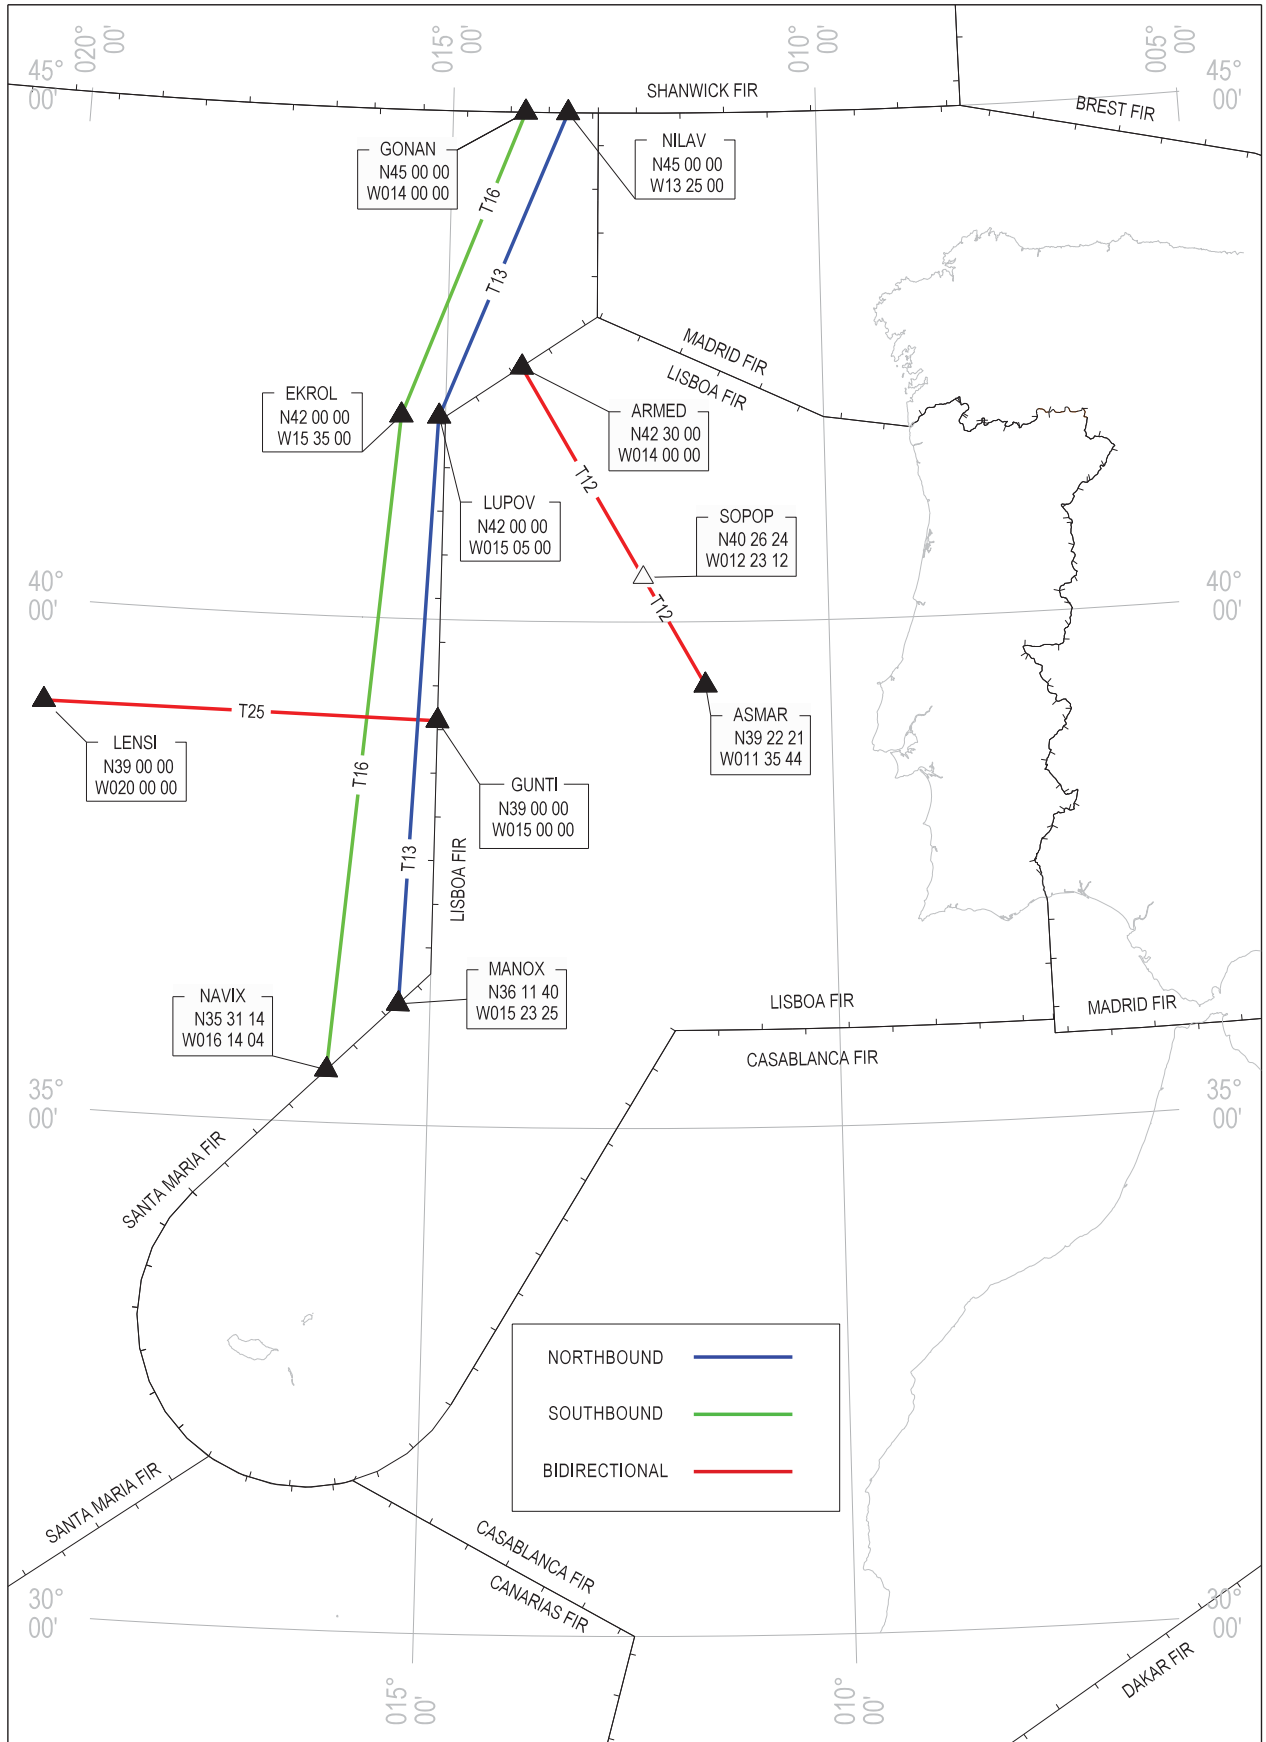 020°
00'
015°
00'
010°
00'
005°
00'
45°
00'
45°
00'
SHANWICK FIR
BREST FIR
GONAN
N45 00 00
W014 00 00
NILAV
N45 00 00
W13 25 00
T16
T13
MADRID FIR
LISBOA FIR
EKROL
N42 00 00
W15 35 00
ARMED
N42 30 00
W014 00 00
T12
LUPOV
N42 00 00
W015 05 00
SOPOP
N40 26 24
W012 23 12
40°
00'
40°
00'
T12
T25
LENSI
N39 00 00
W020 00 00
ASMAR
N39 22 21
W011 35 44
T16
GUNTI
N39 00 00
W015 00 00
T13
LISBOA FIR
MANOX
N36 11 40
W015 23 25
NAVIX
N35 31 14
W016 14 04
LISBOA FIR
MADRID FIR
CASABLANCA FIR
35°
00'
35°
00'
SANTA MARIA FIR
NORTHBOUND
SOUTHBOUND
BIDIRECTIONAL
SANTA MARIA FIR
CASABLANCA FIR
CANARIAS FIR
30°
00'
30°
00'
DAKAR FIR
015°
00'
010°
00'